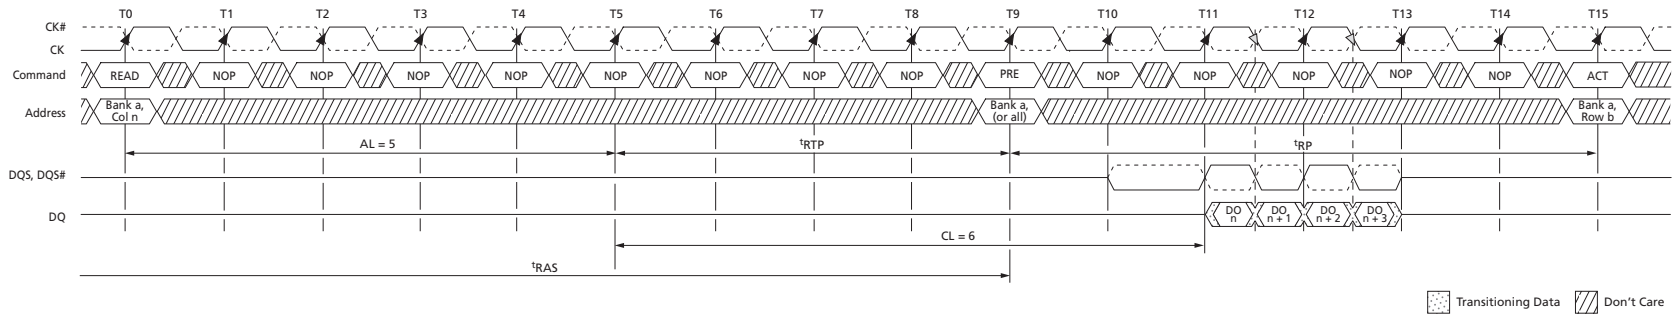 T0 T1 T2 T3 T4 T5 T6 T7 T8 T9 T10 T11 T12 T13 T14 T15
CK#
CK
Command READ NOP NOP NOP NOP NOP NOP NOP NOP PRE NOP NOP NOP NOP NOP ACT
Address
Bank a,
Col n
Bank a,
(or all)
Bank a,
Row b
AL = 5 tRTP tRP
DQS, DQS#
DQ
DO
n
DO
n + 1
DO
n + 2
DO
n + 3
CL = 6
tRAS
Transitioning Data Don't Care